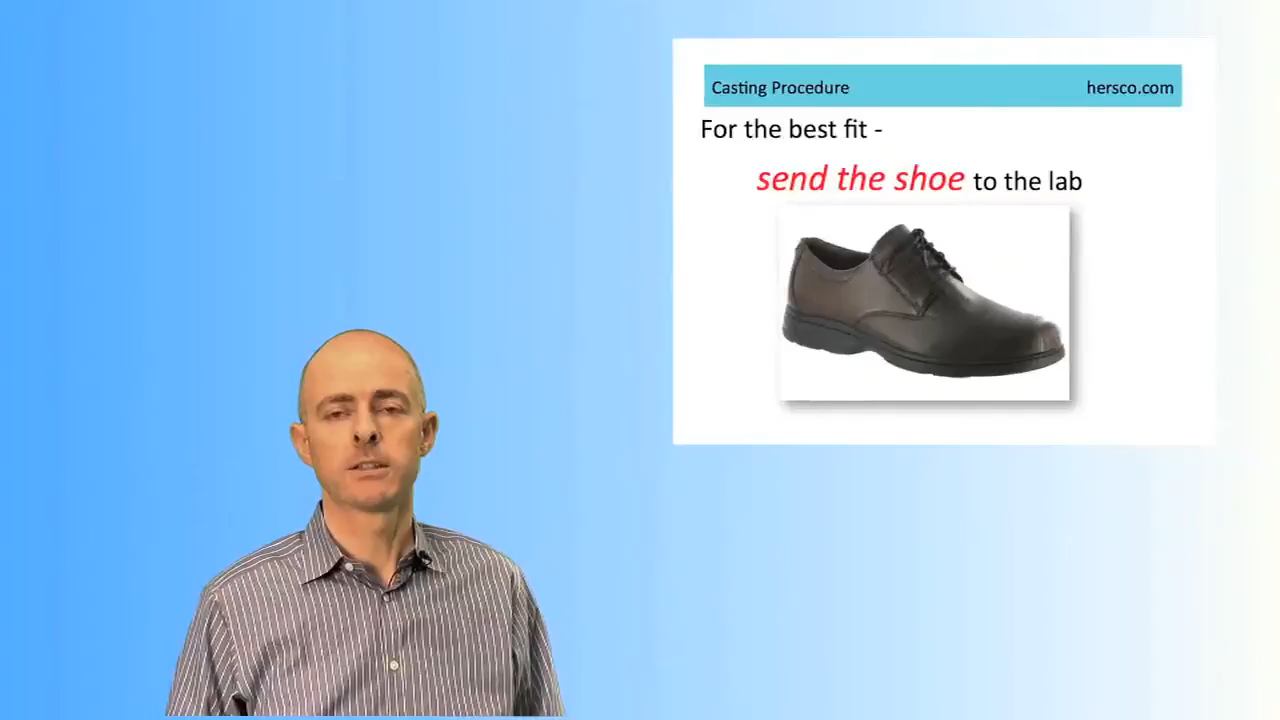 Casting Procedure hersco.com
For the best fit -
send the shoe to the lab